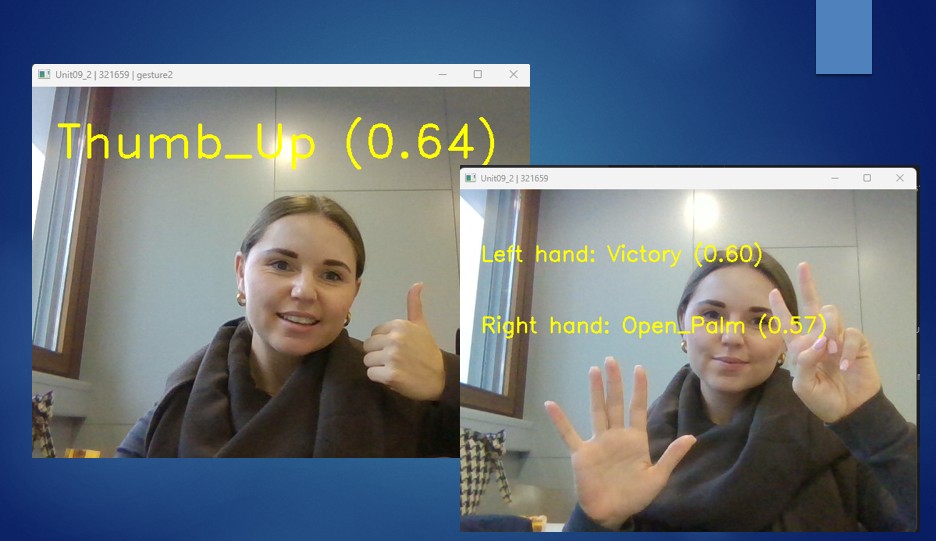 Unit09_2 | 321659 | gesture2
Thumb_Up (0.64)
Unit09_2 | 321659
Left hand: Victory (0.60)
Right hand: Open_Palm (0.57)